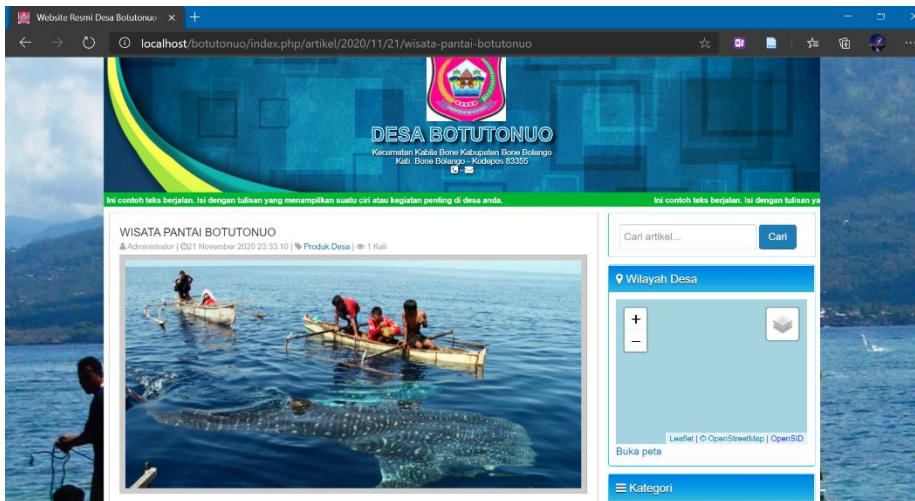 Website Resmi Desa Botutonuo -
localhost/botutonuo/index.php/artikel/2020/11/21/wisata-pantai-botutonuo
DESA BOTUTONUO
Kecamatan Kabila Bone Kabupaten Bone Bolango
Kab. Bone Bolango - Kodepos 83355
Ini contoh teks berjalan. Isi dengan tulisan yang menampilkan suatu ciri atau kegiatan penting di desa anda.
Ini contoh teks berjalan. Isi dengan tulisan ya
WISATA PANTAI BOTUTONUO
Administrator | 21 November 2020 23:33:10 | Produk Desa | 1 Kali
Cari artikel...
Cari
Wilayah Desa
+
−
Leaflet | © OpenStreetMap | OpenSID
Buka peta
Kategori